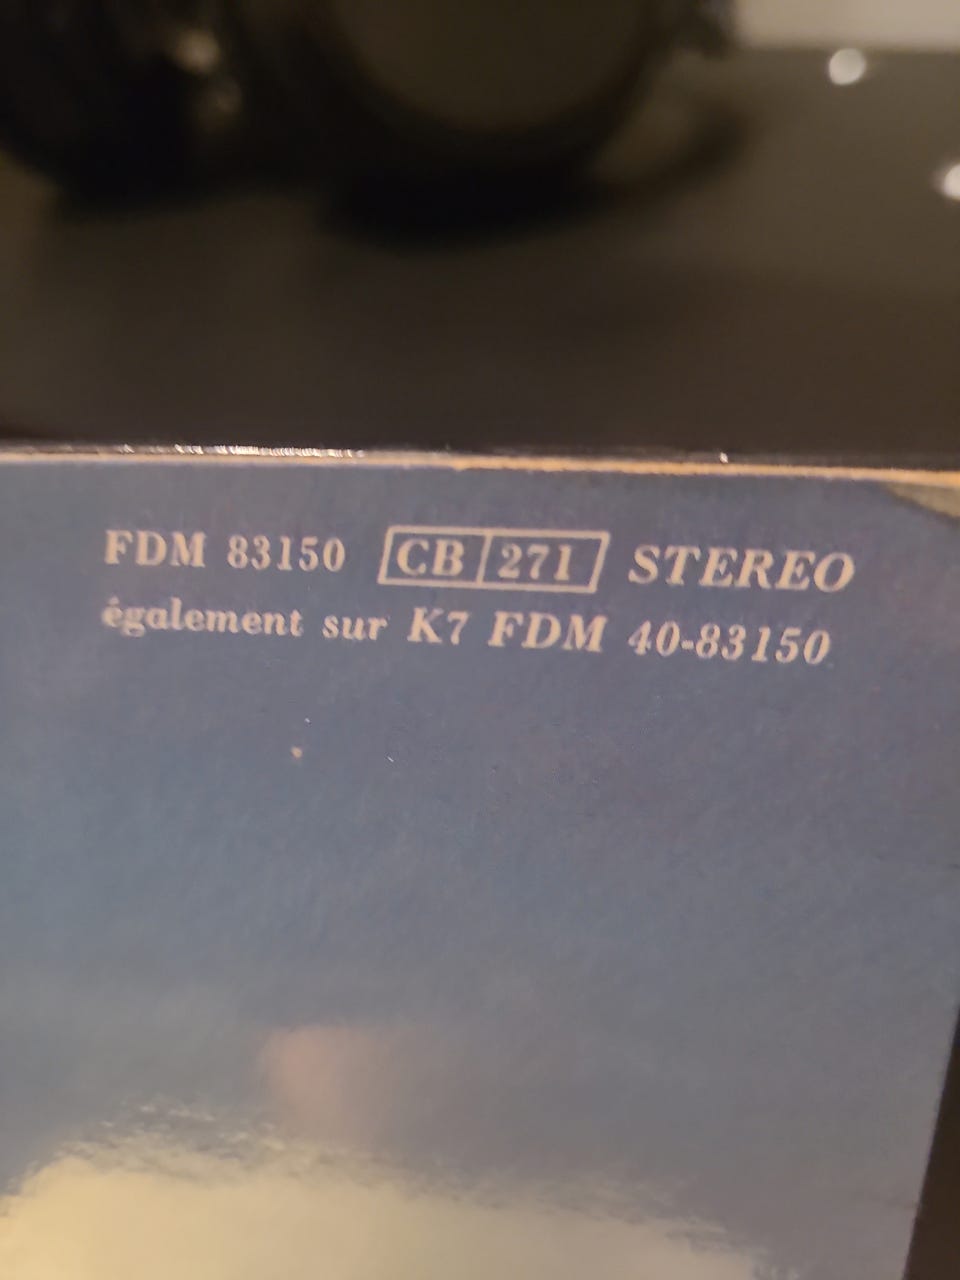 FDM 83150 CB 271 STEREO
également sur K7 FDM 40-83150